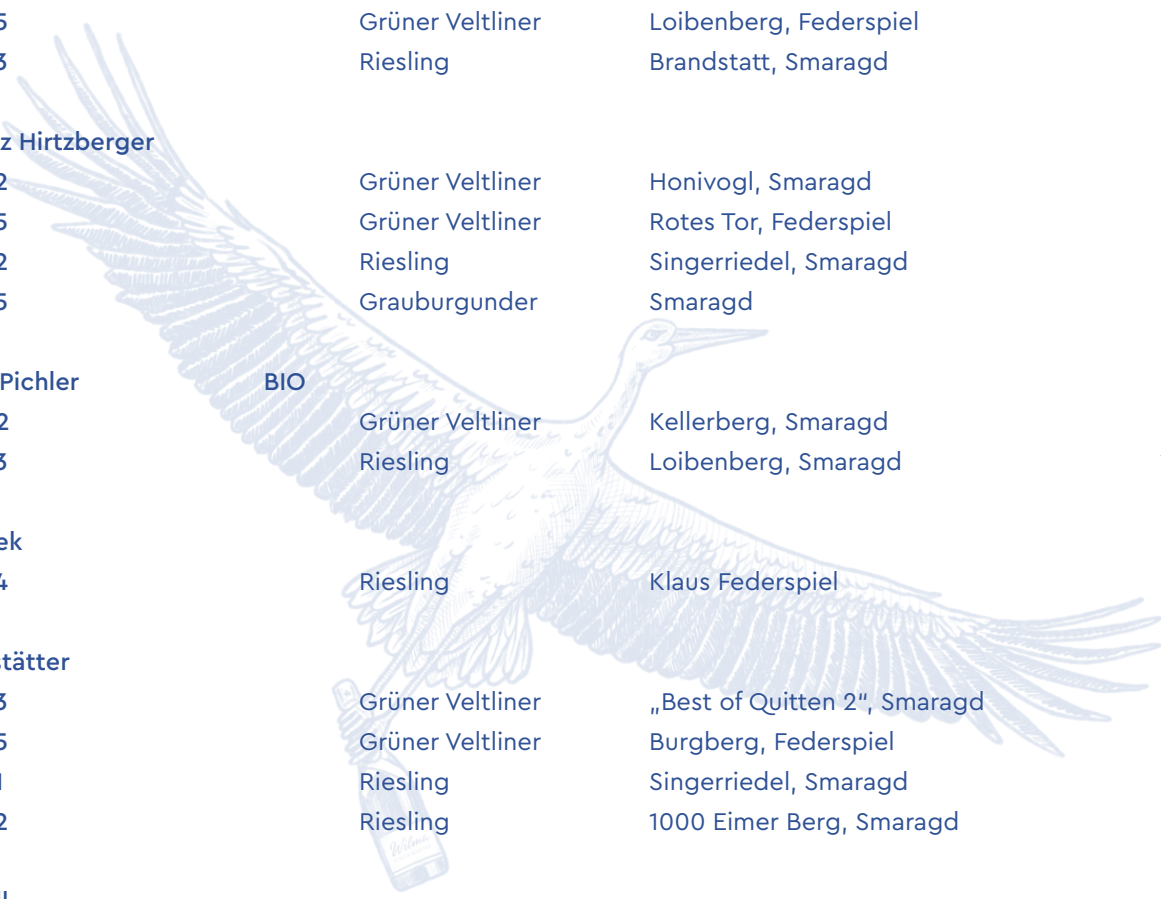 5 Grüner Veltliner Loibenberg, Federspiel
3 Riesling Brandstatt, Smaragd
z Hirtzberger
2 Grüner Veltliner Honivogl, Smaragd
5 Grüner Veltliner Rotes Tor, Federspiel
2 Riesling Singerriedel, Smaragd
5 Grauburgunder Smaragd
Pichler BIO
2 Grüner Veltliner Kellerberg, Smaragd
3 Riesling Loibenberg, Smaragd
ek
4 Riesling Klaus Federspiel
stätter
3 Grüner Veltliner „Best of Quitten 2“, Smaragd
5 Grüner Veltliner Burgberg, Federspiel
1 Riesling Singerriedel, Smaragd
2 Riesling 1000 Eimer Berg, Smaragd